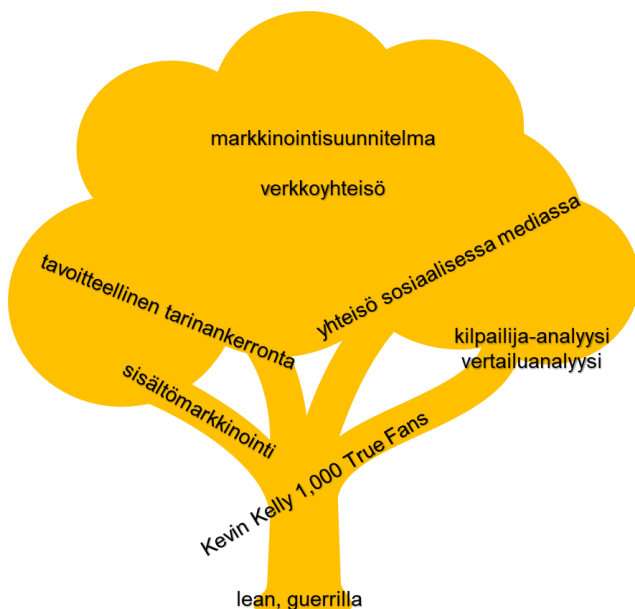 markkinointisuunnitelma
verkkoyhteisö
tavoitteellinen tarinankerronta
yhteisö sosiaalisessa mediassa
kilpailija-analyysi
vertailuanalyysi
sisältömarkkinointi
Kevin Kelly 1,000 True Fans
lean, guerrilla